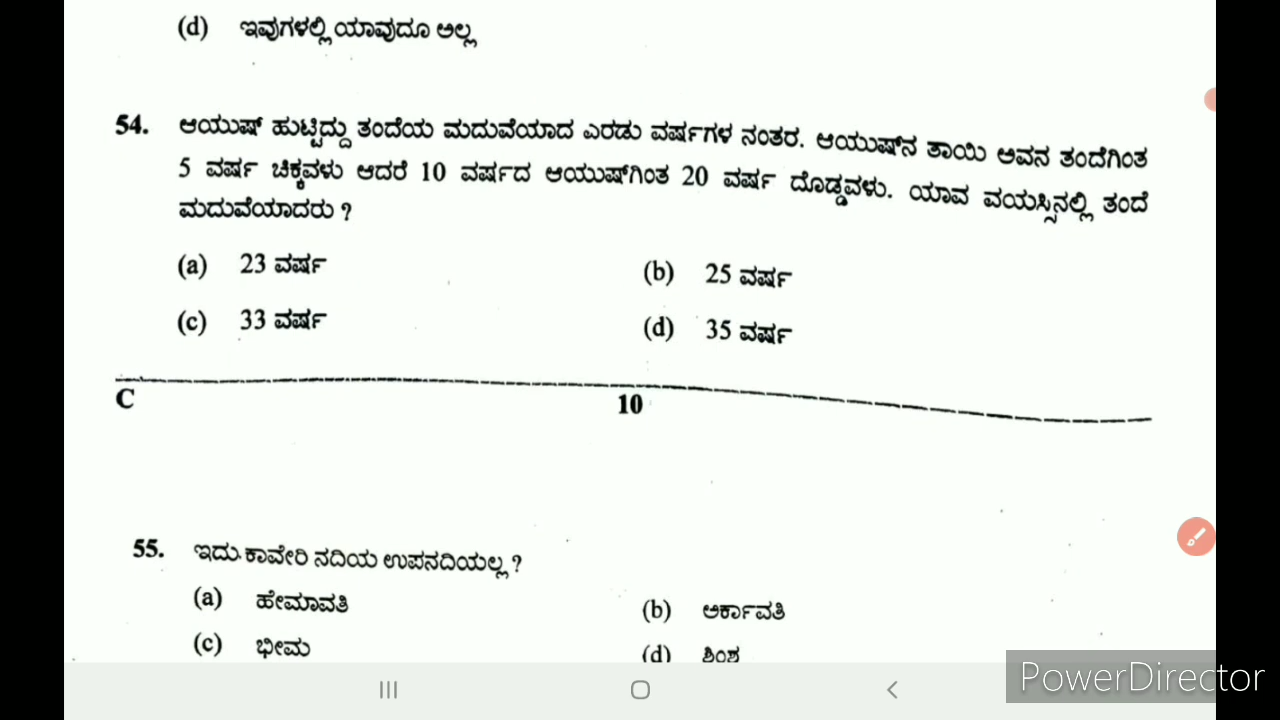 (d) ಇವುಗಳಲ್ಲಿ ಯಾವುದೂ ಅಲ್ಲ
54. ಆಯುಷ್ ಹುಟ್ಟಿದ್ದು ತಂದೆಯ ಮದುವೆಯಾದ ಎರಡು ವರ್ಷಗಳ ನಂತರ. ಆಯುಷ್‌ನ ತಾಯಿ ಅವನ ತಂದೆಗಿಂತ
5 ವರ್ಷ ಚಿಕ್ಕವಳು ಆದರೆ 10 ವರ್ಷದ ಆಯುಷ್‌ಗಿಂತ 20 ವರ್ಷ ದೊಡ್ಡವಳು. ಯಾವ ವಯಸ್ಸಿನಲ್ಲಿ ತಂದೆ
ಮದುವೆಯಾದರು ?
(a) 23 ವರ್ಷ (b) 25 ವರ್ಷ
(c) 33 ವರ್ಷ (d) 35 ವರ್ಷ
C 10
55. ಇದು ಕಾವೇರಿ ನದಿಯ ಉಪನದಿಯಲ್ಲ ?
(a) ಹೇಮಾವತಿ (b) ಅರ್ಕಾವತಿ
(c) ಭೀಮ (d) ಶಿಂಶ
PowerDirector